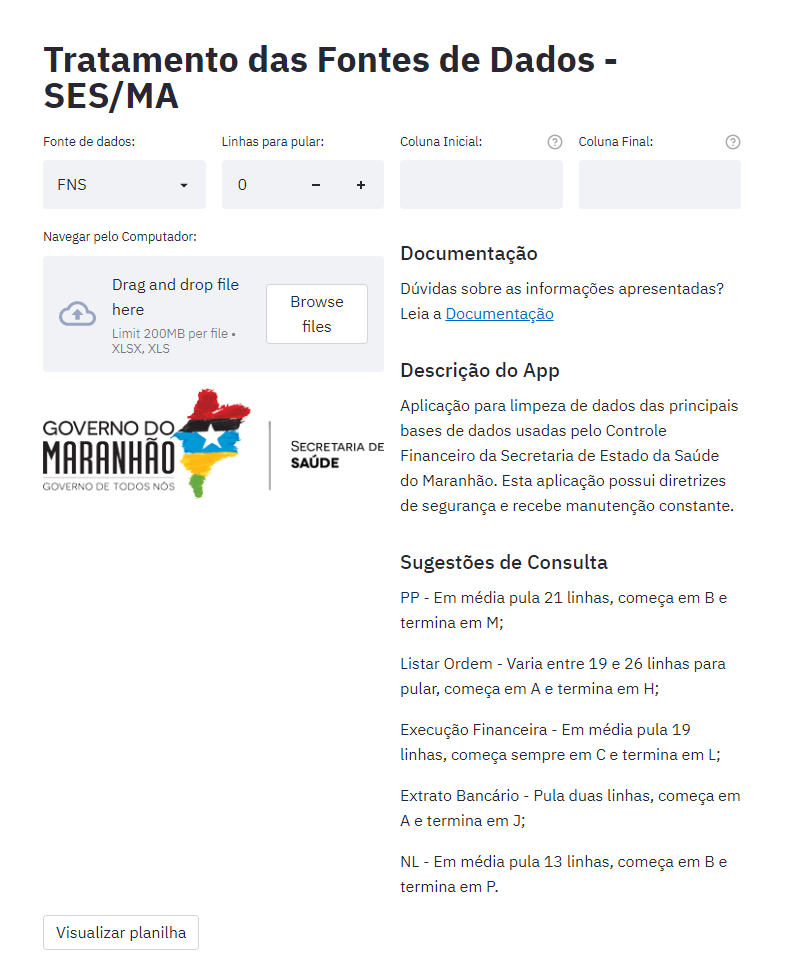 Tratamento das Fontes de Dados -
SES/MA
Fonte de dados:
Linhas para pular:
Coluna Inicial:
Coluna Final:
FNS
0
Navegar pelo Computador:
Drag and drop file
here
Limit 200MB per file •
XLSX, XLS
Browse
files
GOVERNO DO
MARANHÃO
GOVERNO DE TODOS NÓS
SECRETARIA DE
SAÚDE
Documentação
Dúvidas sobre as informações apresentadas?
Leia a Documentação
Descrição do App
Aplicação para limpeza de dados das principais
bases de dados usadas pelo Controle
Financeiro da Secretaria de Estado da Saúde
do Maranhão. Esta aplicação possui diretrizes
de segurança e recebe manutenção constante.
Sugestões de Consulta
PP - Em média pula 21 linhas, começa em B e
termina em M;
Listar Ordem - Varia entre 19 e 26 linhas para
pular, começa em A e termina em H;
Execução Financeira - Em média pula 19
linhas, começa sempre em C e termina em L;
Extrato Bancário - Pula duas linhas, começa em
A e termina em J;
NL - Em média pula 13 linhas, começa em B e
termina em P.
Visualizar planilha